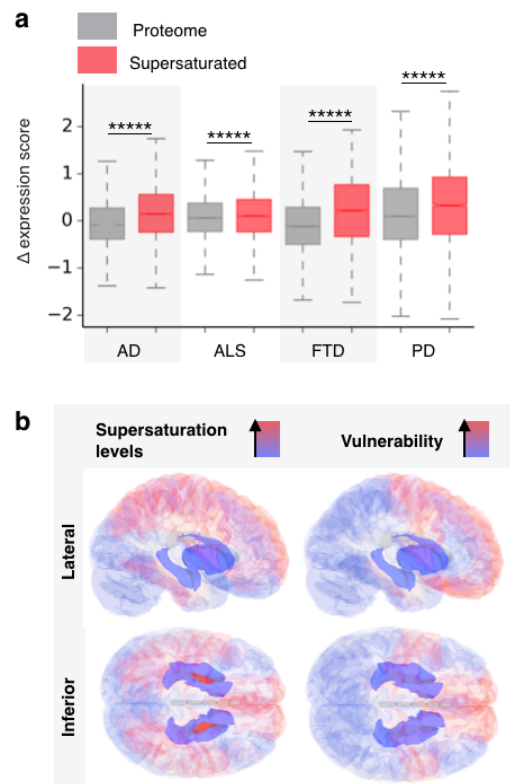 a
Proteome
Supersaturated
Δ expression score
2
1
0
−1
−2
*****
*****
*****
*****
AD
ALS
FTD
PD
b
Supersaturation
levels
Vulnerability
Lateral
Inferior